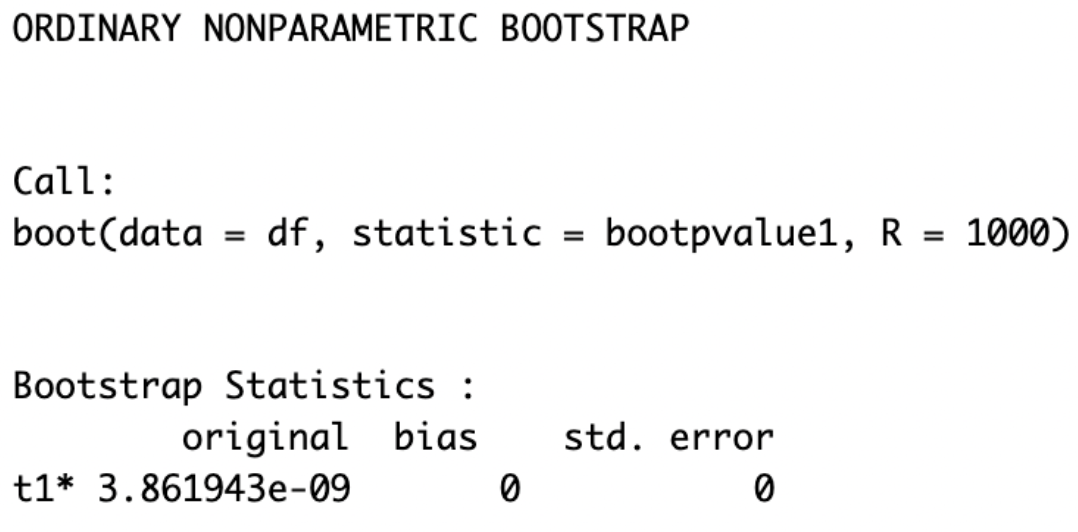 ORDINARY NONPARAMETRIC BOOTSTRAP
Call:
boot(data = df, statistic = bootpvalue1, R = 1000)
Bootstrap Statistics :
original bias std. error
t1* 3.861943e-09 0 0